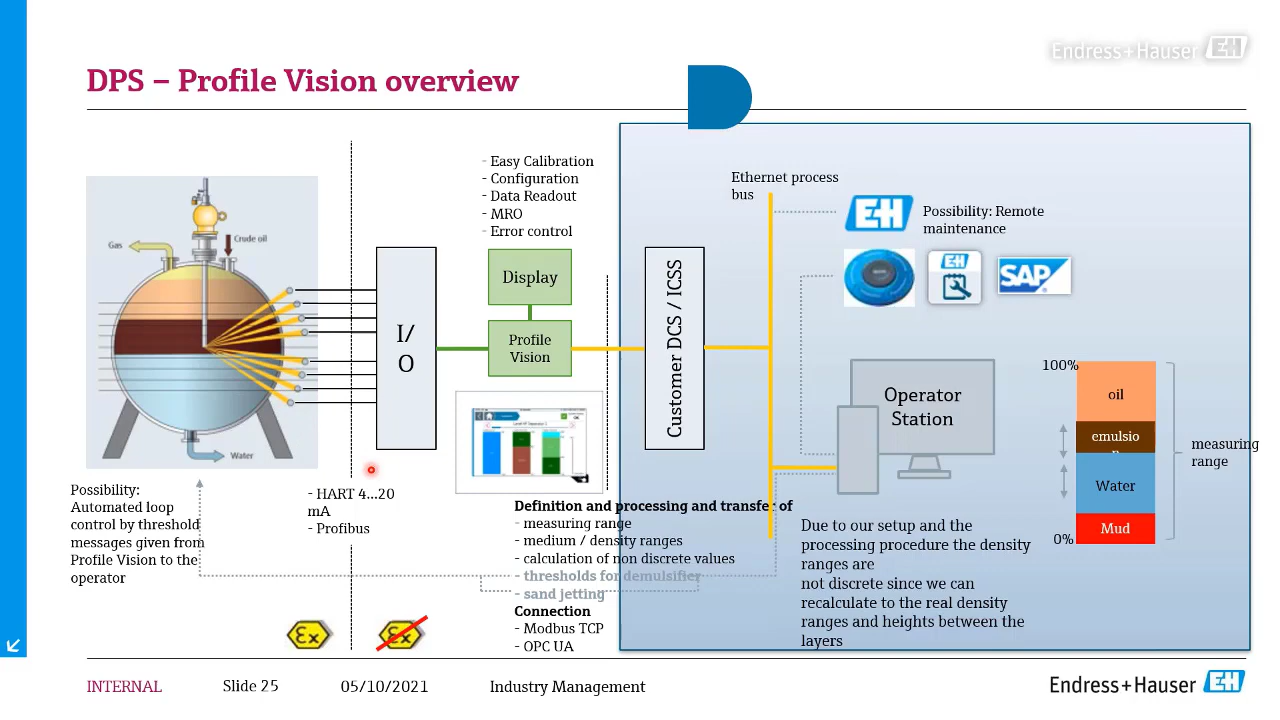 Endress+Hauser EH
DPS – Profile Vision overview
- Easy Calibration
- Configuration
- Data Readout
- MRO
- Error control
Ethernet process
bus
EH
Possibility: Remote
maintenance
Gas
Crude oil
Water
I/
O
Display
Profile
Vision
Customer DCS / ICSS
EH
SAP
Operator
Station
100%
oil
emulsio
n
Water
Mud
0%
measuring
range
Possibility:
Automated loop
control by threshold
messages given from
Profile Vision to the
operator
- HART 4...20
mA
- Profibus
Definition and processing and transfer of
- measuring range
- medium / density ranges
- calculation of non discrete values
- thresholds for demulsifier
- sand jetting
Connection
- Modbus TCP
- OPC UA
Due to our setup and the
processing procedure the density
ranges are
not discrete since we can
recalculate to the real density
ranges and heights between the
layers
Ex
Ex
INTERNAL
Slide 25
05/10/2021
Industry Management
Endress+Hauser EH